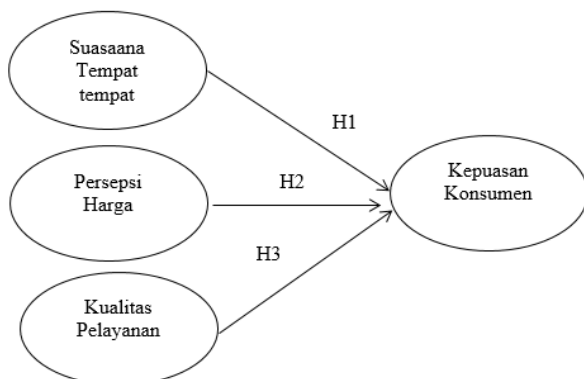 Suasaana
Tempat
tempat
H1
Persepsi
Harga
H2
Kepuasan
Konsumen
H3
Kualitas
Pelayanan